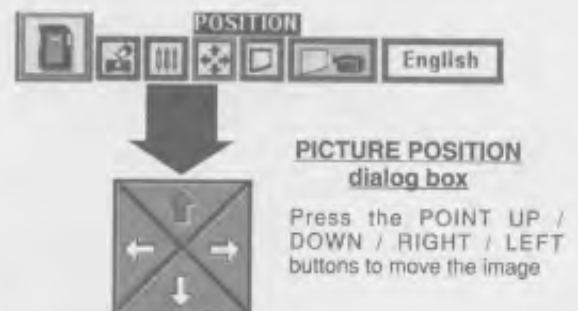 POSITION
English
PICTURE POSITION
dialog box
Press the POINT UP /
DOWN / RIGHT / LEFT
buttons to move the image